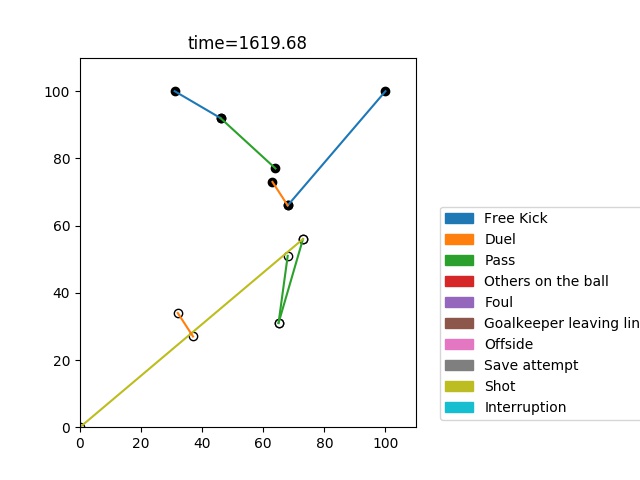 time=1619.68
100
80
60
40
20
0
0 20 40 60 80 100
Free Kick
Duel
Pass
Others on the ball
Foul
Goalkeeper leaving lin
Offside
Save attempt
Shot
Interruption